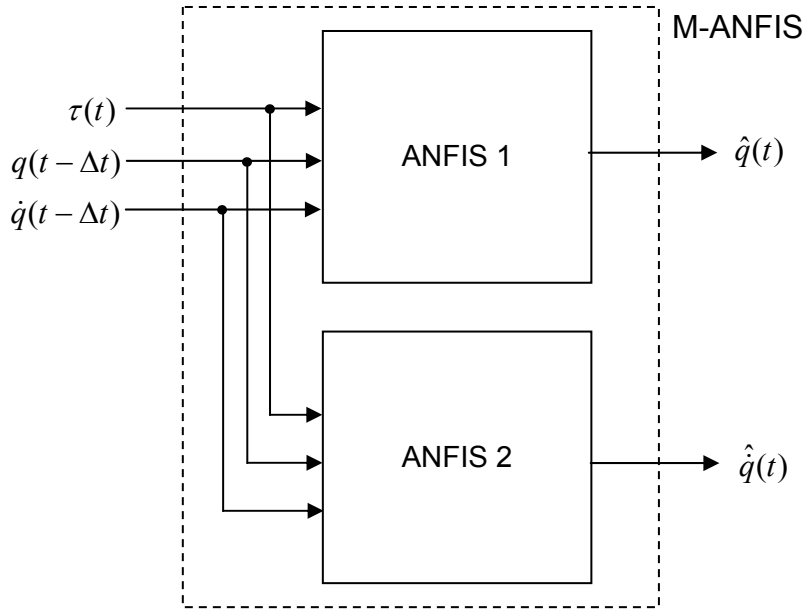 M-ANFIS
τ(t)
q(t − Δt)
q̇(t − Δt)
ANFIS 1
q̂(t)
ANFIS 2
q̇̂(t)